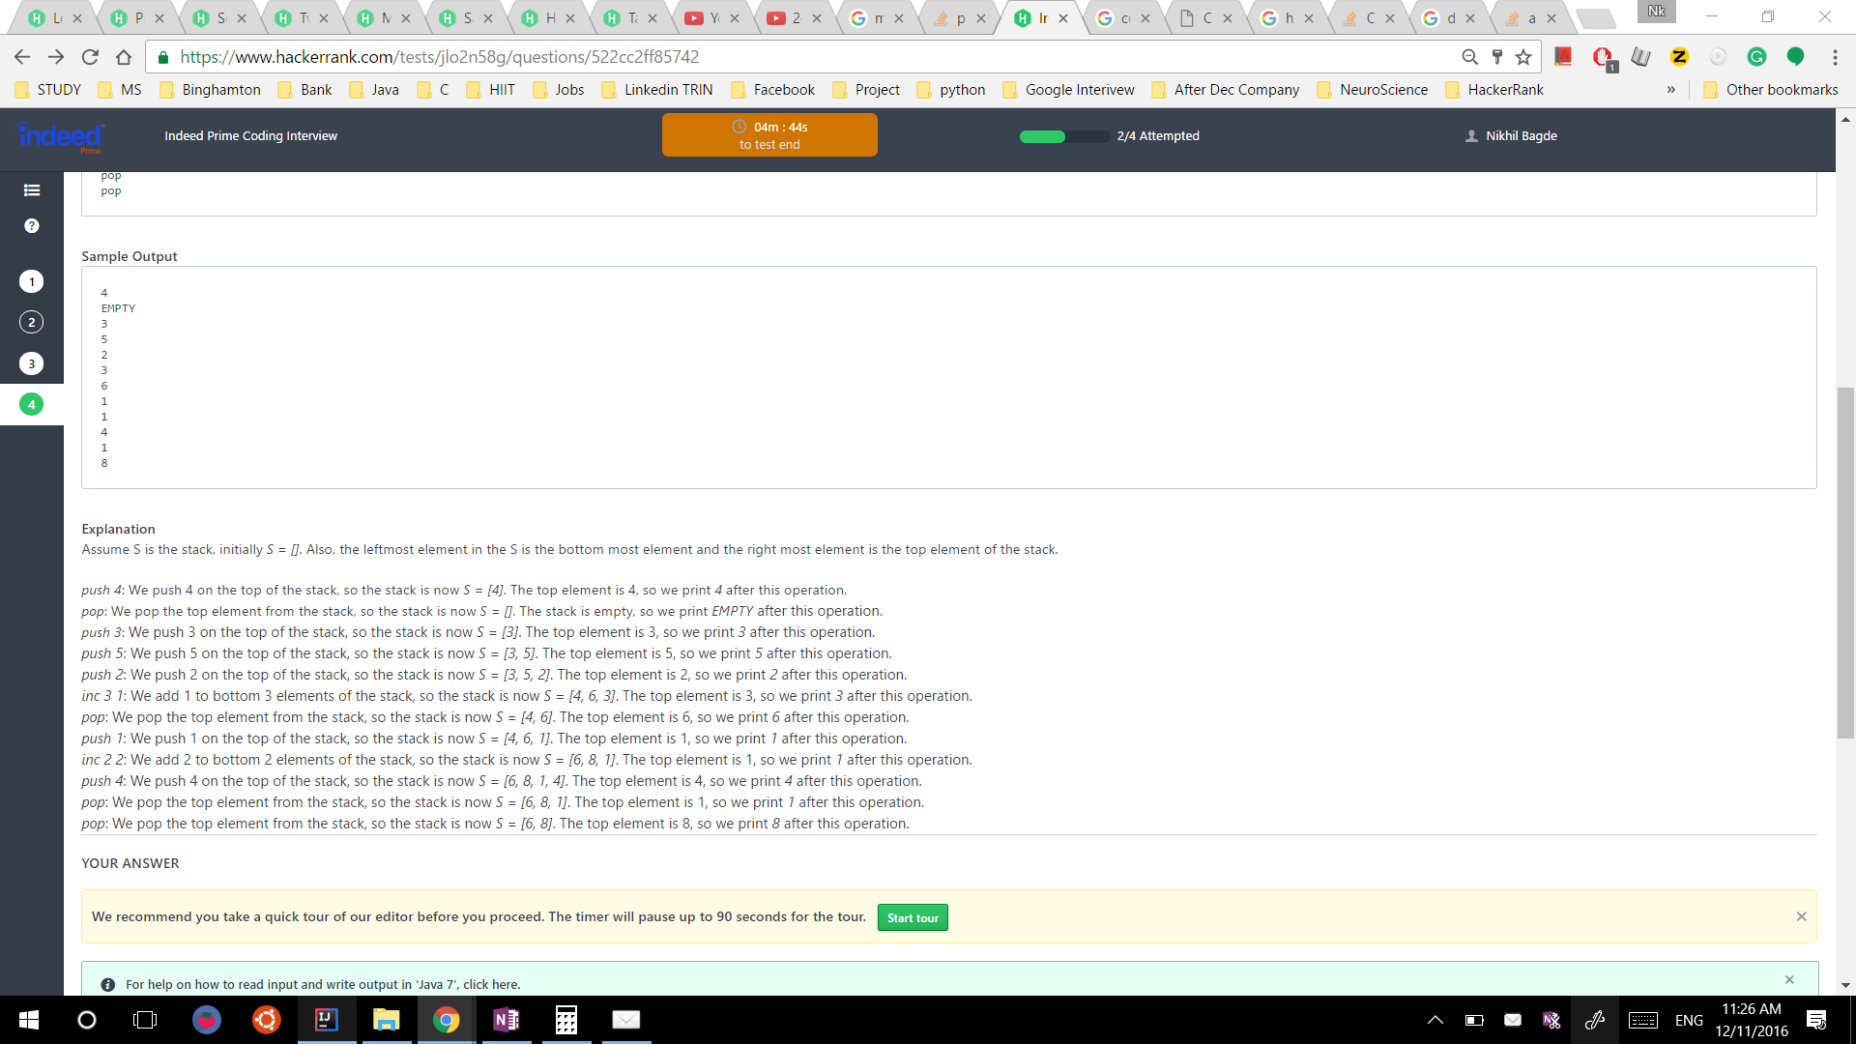 Lo
P
So
Tw
M
S.
H
Ta
Yo
2-
m
p
Ir
co
C
h
C
d
a
Nk
https://www.hackerrank.com/tests/jlo2n58g/questions/522cc2ff85742
1
STUDY MS Binghamton Bank Java C HIIT Jobs Linkedin TRIN Facebook Project python Google Interivew After Dec Company NeuroScience HackerRank » Other bookmarks
indeed Prime
Indeed Prime Coding Interview
04m : 44s
to test end
2/4 Attempted
Nikhil Bagde
pop
pop
1
2
3
4
Sample Output
4
EMPTY
3
5
2
3
6
1
1
4
1
8
Explanation
Assume S is the stack, initially S = []. Also, the leftmost element in the S is the bottom most element and the right most element is the top element of the stack.
push 4: We push 4 on the top of the stack, so the stack is now S = [4]. The top element is 4, so we print 4 after this operation.
pop: We pop the top element from the stack, so the stack is now S = []. The stack is empty, so we print EMPTY after this operation.
push 3: We push 3 on the top of the stack, so the stack is now S = [3]. The top element is 3, so we print 3 after this operation.
push 5: We push 5 on the top of the stack, so the stack is now S = [3, 5]. The top element is 5, so we print 5 after this operation.
push 2: We push 2 on the top of the stack, so the stack is now S = [3, 5, 2]. The top element is 2, so we print 2 after this operation.
inc 3 1: We add 1 to bottom 3 elements of the stack, so the stack is now S = [4, 6, 3]. The top element is 3, so we print 3 after this operation.
pop: We pop the top element from the stack, so the stack is now S = [4, 6]. The top element is 6, so we print 6 after this operation.
push 1: We push 1 on the top of the stack, so the stack is now S = [4, 6, 1]. The top element is 1, so we print 1 after this operation.
inc 2 2: We add 2 to bottom 2 elements of the stack, so the stack is now S = [6, 8, 1]. The top element is 1, so we print 1 after this operation.
push 4: We push 4 on the top of the stack, so the stack is now S = [6, 8, 1, 4]. The top element is 4, so we print 4 after this operation.
pop: We pop the top element from the stack, so the stack is now S = [6, 8, 1]. The top element is 1, so we print 1 after this operation.
pop: We pop the top element from the stack, so the stack is now S = [6, 8]. The top element is 8, so we print 8 after this operation.
YOUR ANSWER
We recommend you take a quick tour of our editor before you proceed. The timer will pause up to 90 seconds for the tour. Start tour
For help on how to read input and write output in 'Java 7', click here.
ENG
11:26 AM
12/11/2016